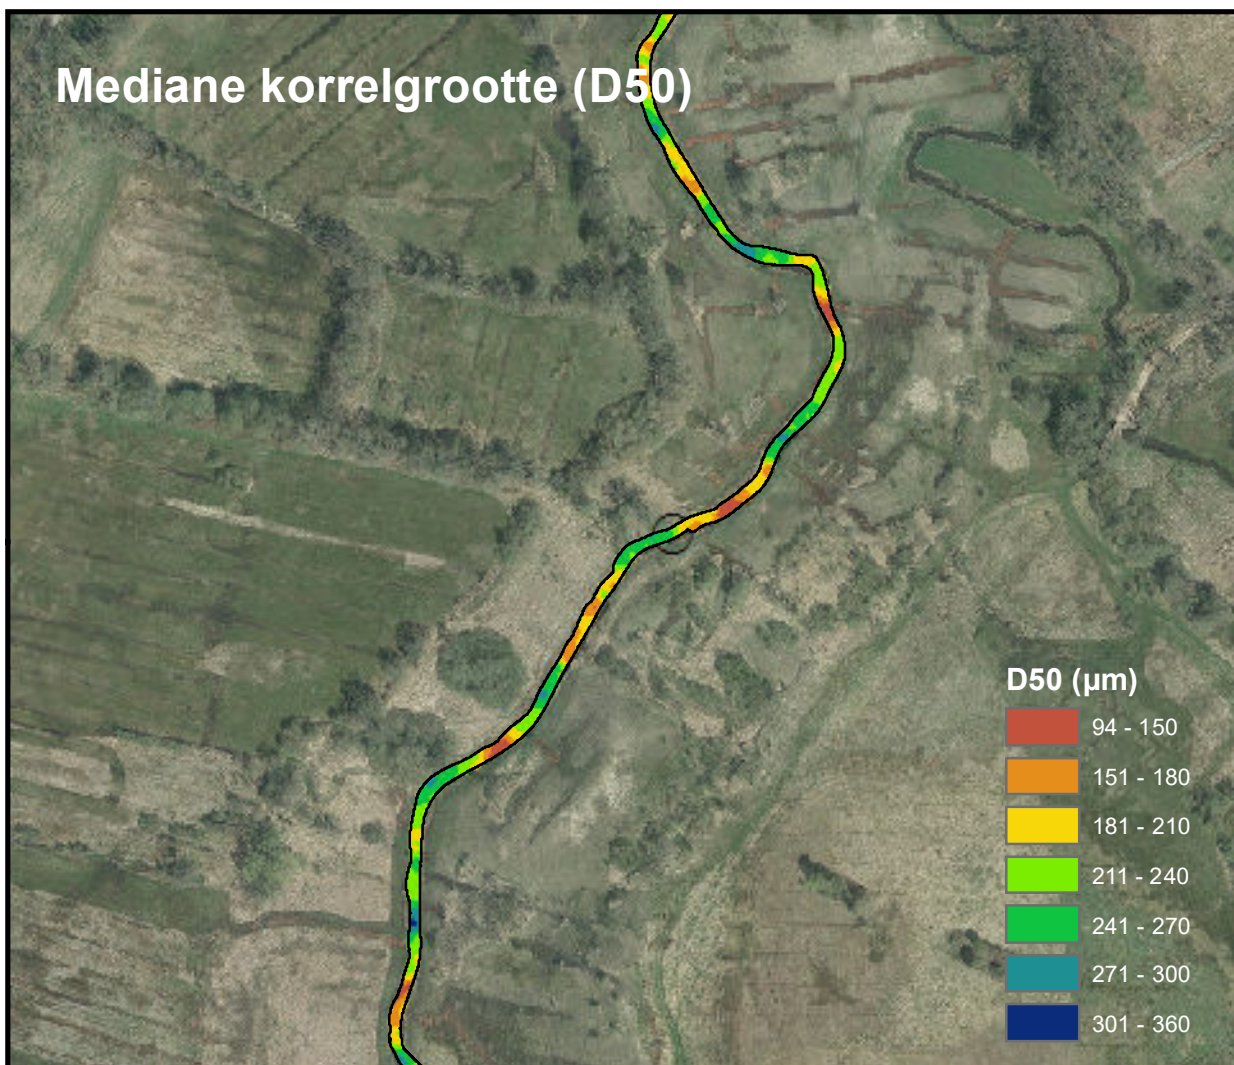 Mediane korrelgrootte (D50)
D50 (µm)
94 - 150
151 - 180
181 - 210
211 - 240
241 - 270
271 - 300
301 - 360